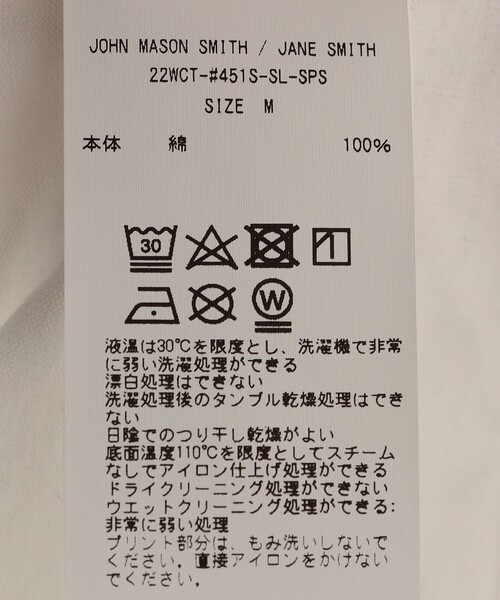 JOHN MASON SMITH / JANE SMITH
22WCT-#451S-SL-SPS
SIZE M
本体 綿 100%
30
W
液温は30℃を限度とし、洗濯機で非常
に弱い洗濯処理ができる
漂白処理はできない
洗濯処理後のタンブル乾燥処理はでき
ない
日陰でのつり干し乾燥がよい
底面温度110℃を限度としてスチーム
なしでアイロン仕上げ処理ができる
ドライクリーニング処理ができない
ウエットクリーニング処理ができる:
非常に弱い処理
プリント部分は、もみ洗いしないで
ください。直接アイロンをかけない
でください。